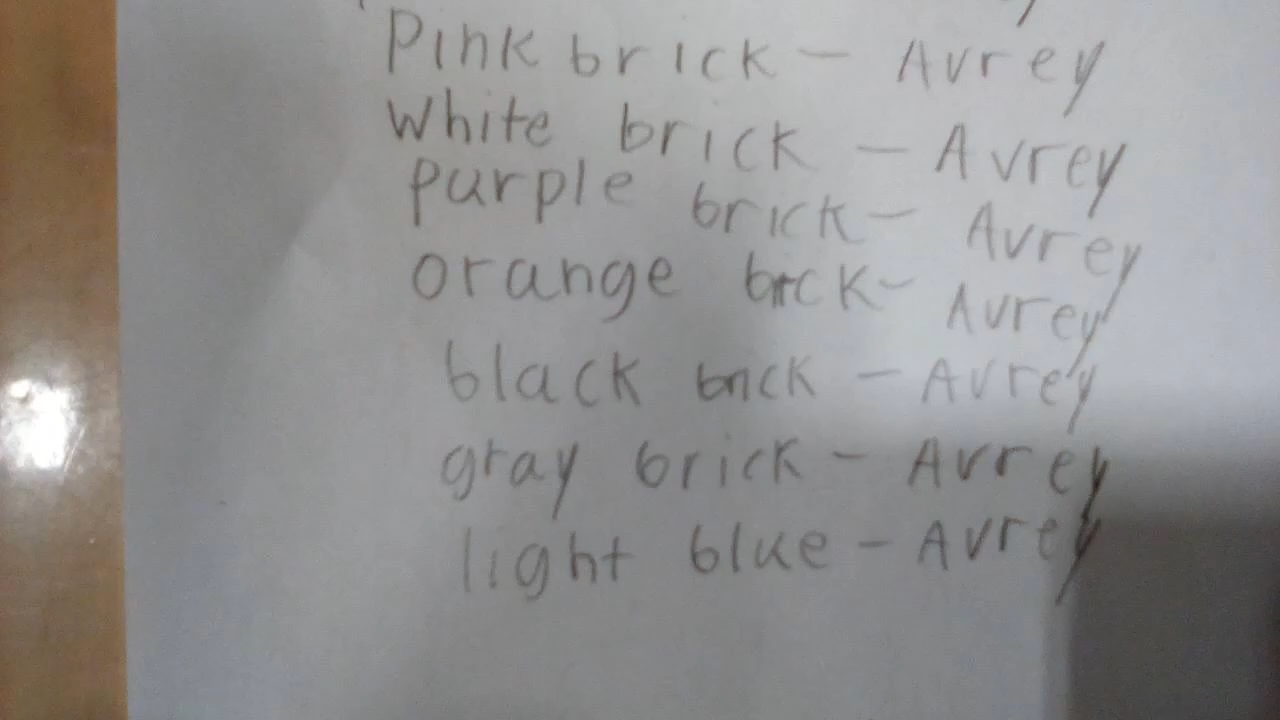 Pink brick - Avrey
White brick - Avrey
purple brick - Avrey
orange brck - Avrey
black brick - Avrey
gray brick - Avrey
light blue - Avrey